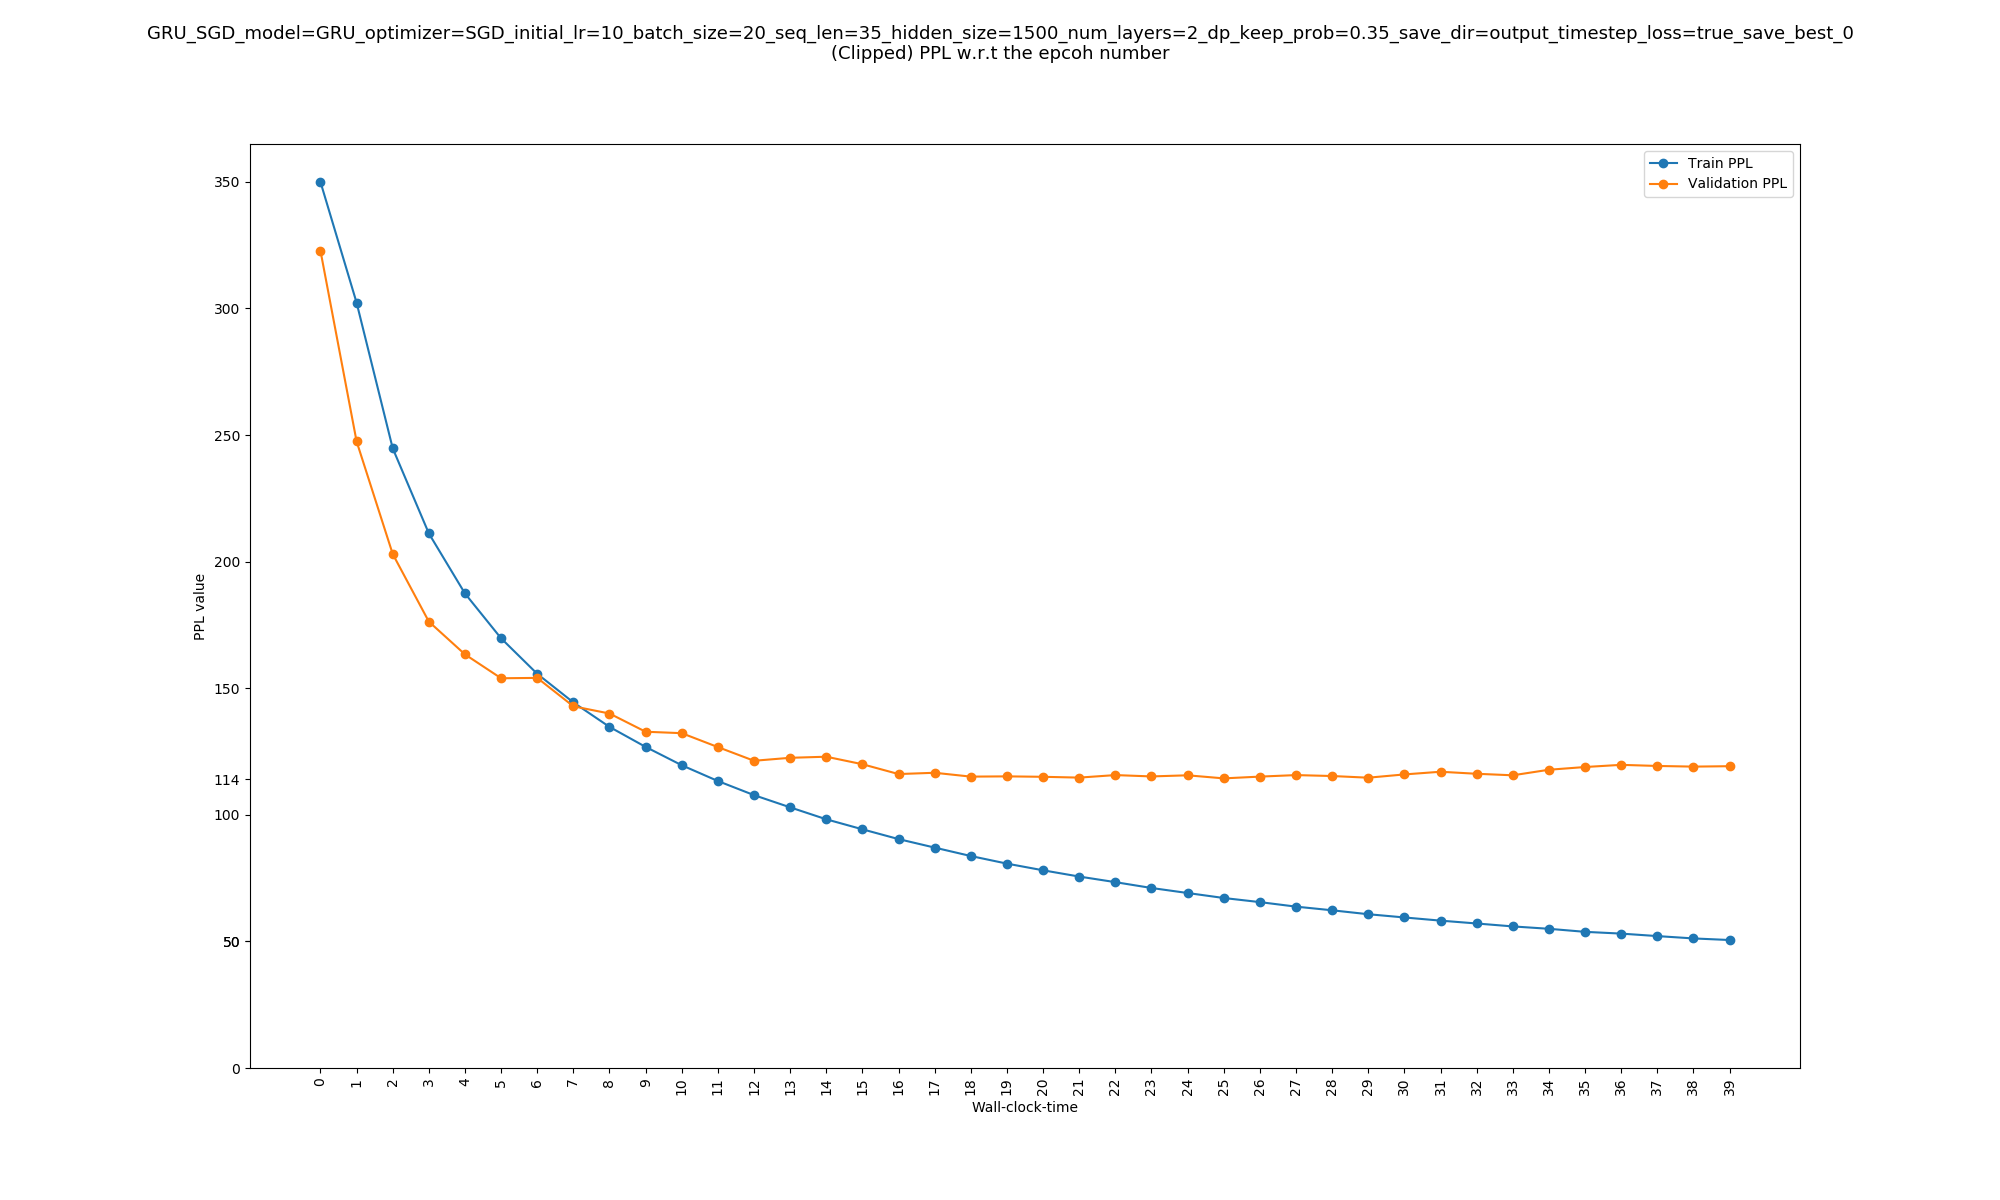 GRU_SGD_model=GRU_optimizer=SGD_initial_lr=10_batch_size=20_seq_len=35_hidden_size=1500_num_layers=2_dp_keep_prob=0.35_save_dir=output_timestep_loss=true_save_best_0
(Clipped) PPL w.r.t the epcoh number
Train PPL
Validation PPL
350
300
250
200
150
114
100
50
0
PPL value
0 1 2 3 4 5 6 7 8 9 10 11 12 13 14 15 16 17 18 19 20 21 22 23 24 25 26 27 28 29 30 31 32 33 34 35 36 37 38 39
Wall-clock-time